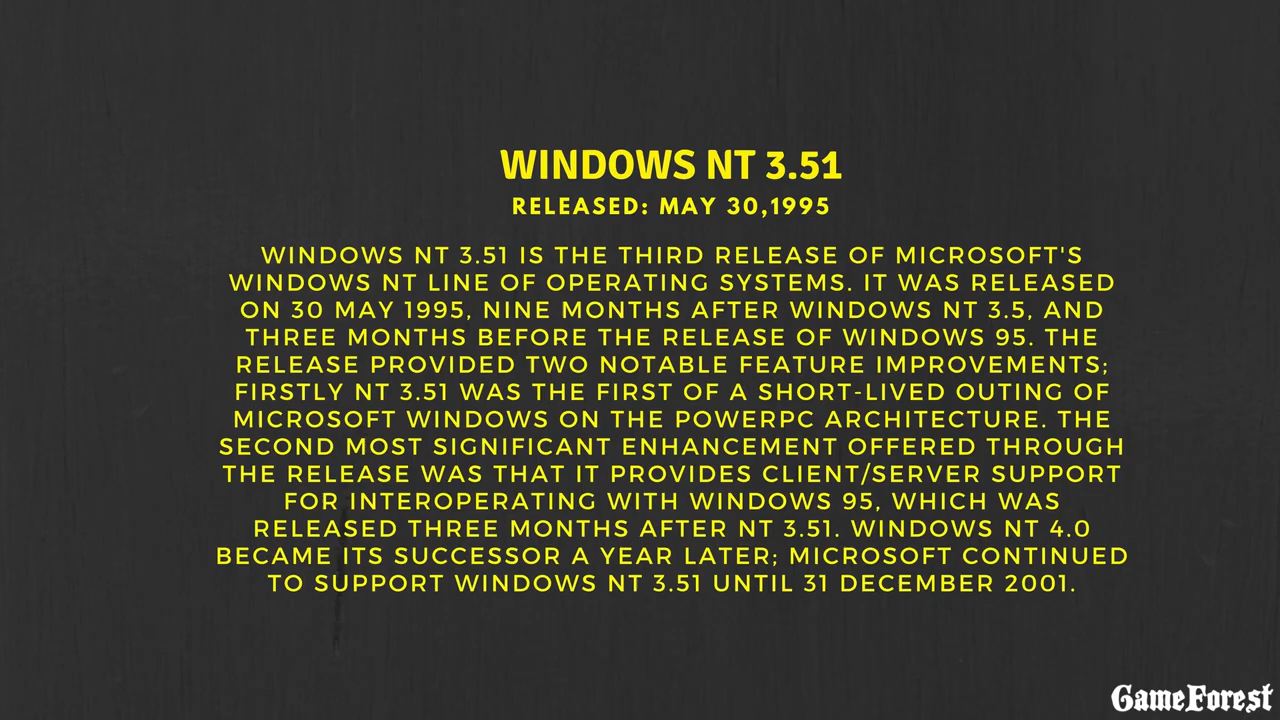 WINDOWS NT 3.51
RELEASED: MAY 30,1995
WINDOWS NT 3.51 IS THE THIRD RELEASE OF MICROSOFT'S
WINDOWS NT LINE OF OPERATING SYSTEMS. IT WAS RELEASED
ON 30 MAY 1995, NINE MONTHS AFTER WINDOWS NT 3.5, AND
THREE MONTHS BEFORE THE RELEASE OF WINDOWS 95. THE
RELEASE PROVIDED TWO NOTABLE FEATURE IMPROVEMENTS;
FIRSTLY NT 3.51 WAS THE FIRST OF A SHORT-LIVED OUTING OF
MICROSOFT WINDOWS ON THE POWERPC ARCHITECTURE. THE
SECOND MOST SIGNIFICANT ENHANCEMENT OFFERED THROUGH
THE RELEASE WAS THAT IT PROVIDES CLIENT/SERVER SUPPORT
FOR INTEROPERATING WITH WINDOWS 95, WHICH WAS
RELEASED THREE MONTHS AFTER NT 3.51. WINDOWS NT 4.0
BECAME ITS SUCCESSOR A YEAR LATER; MICROSOFT CONTINUED
TO SUPPORT WINDOWS NT 3.51 UNTIL 31 DECEMBER 2001.
GameForest